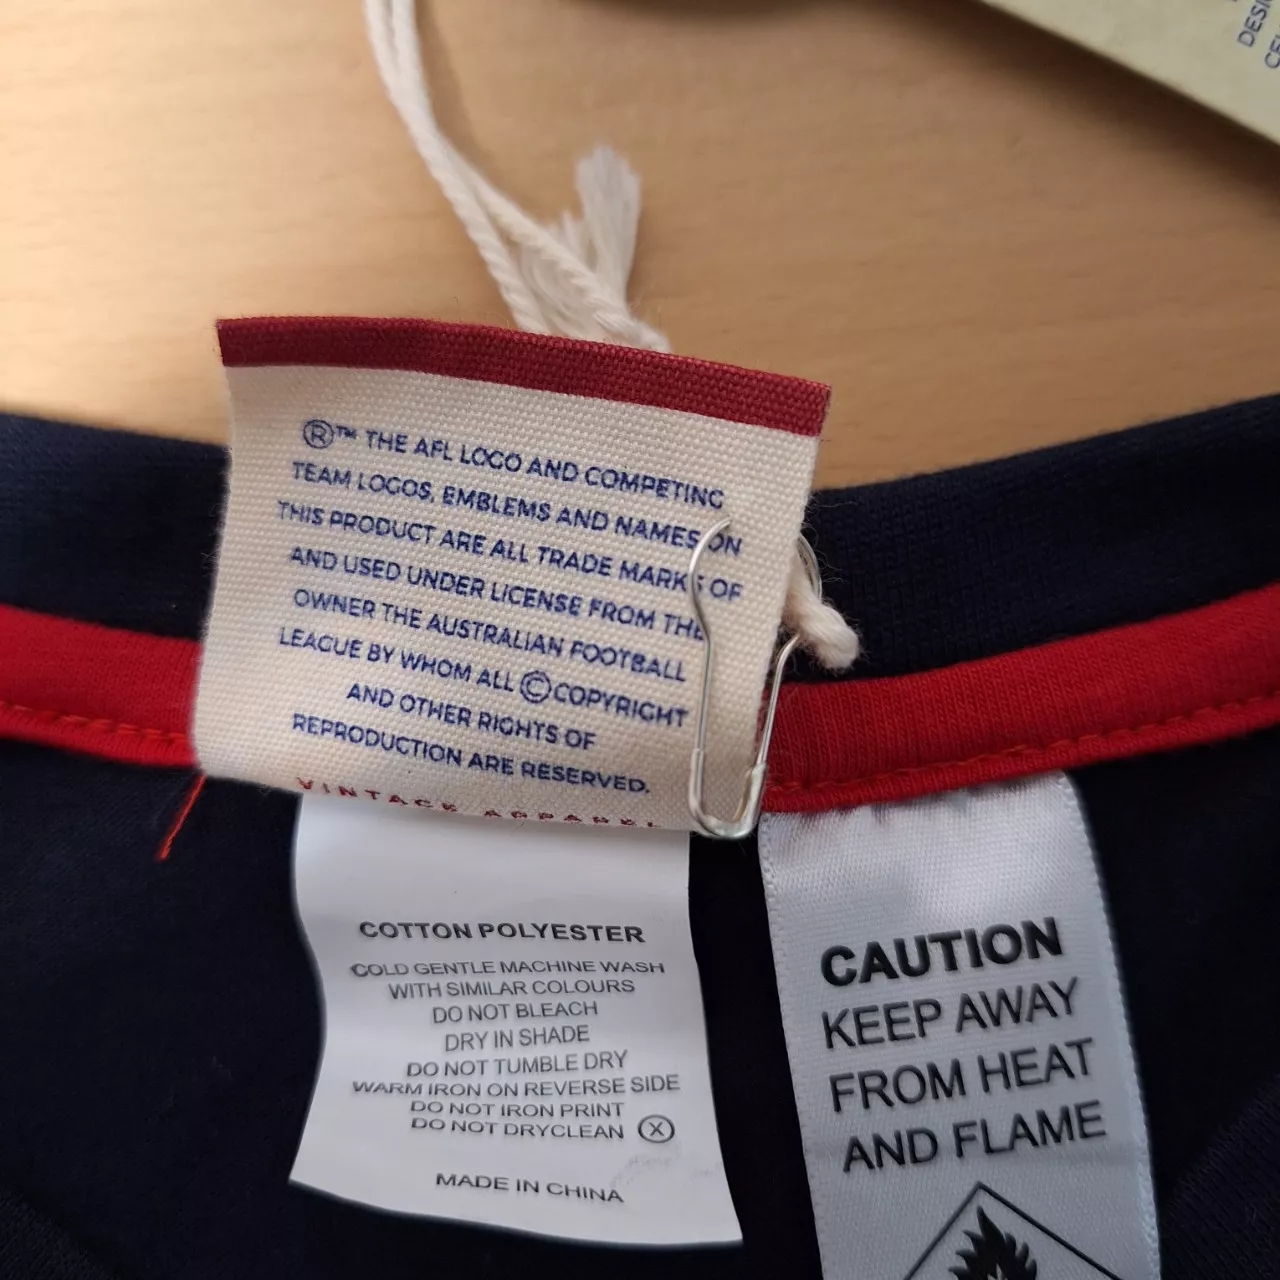 ®™ THE AFL LOGO AND COMPETING
TEAM LOGOS, EMBLEMS AND NAMES ON
THIS PRODUCT ARE ALL TRADE MARKS OF
AND USED UNDER LICENSE FROM THE
OWNER THE AUSTRALIAN FOOTBALL
LEAGUE BY WHOM ALL © COPYRIGHT
AND OTHER RIGHTS OF
REPRODUCTION ARE RESERVED.
VINTAGE APPAREL
COTTON POLYESTER
COLD GENTLE MACHINE WASH
WITH SIMILAR COLOURS
DO NOT BLEACH
DRY IN SHADE
DO NOT TUMBLE DRY
WARM IRON ON REVERSE SIDE
DO NOT IRON PRINT
DO NOT DRYCLEAN Ⓧ
MADE IN CHINA
CAUTION
KEEP AWAY
FROM HEAT
AND FLAME